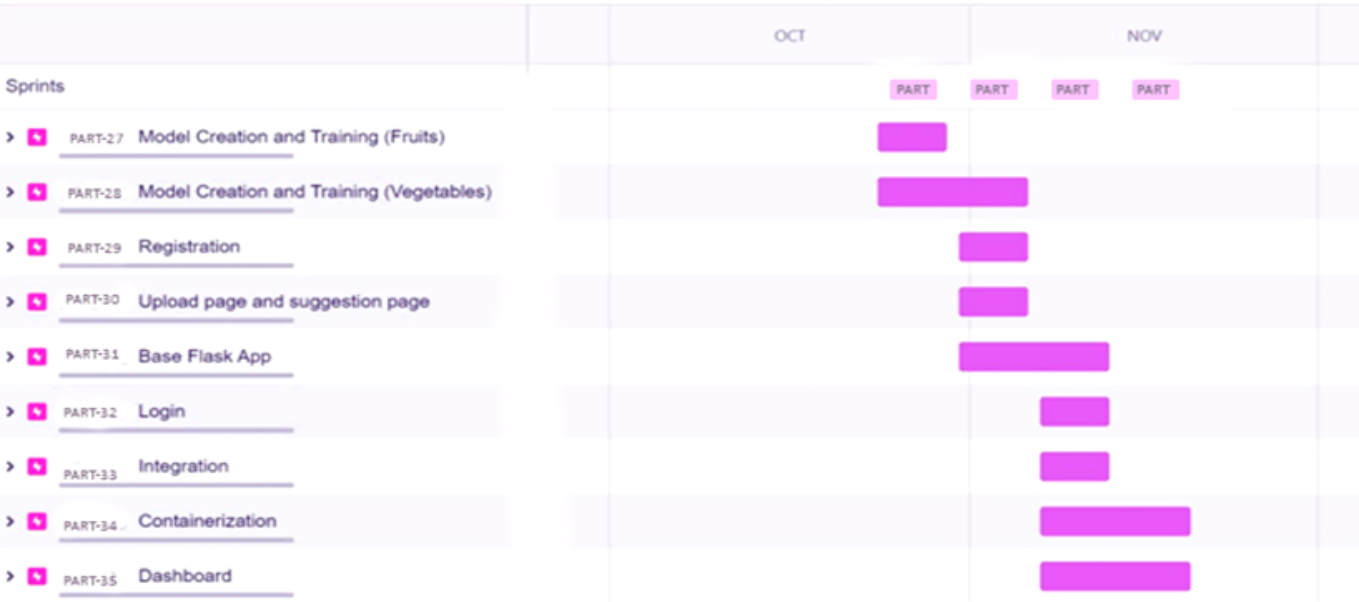 OCT NOV
Sprints PART PART PART PART
PART-27 Model Creation and Training (Fruits)
PART-28 Model Creation and Training (Vegetables)
PART-29 Registration
PART-30 Upload page and suggestion page
PART-31 Base Flask App
PART-32 Login
PART-33 Integration
PART-34 Containerization
PART-35 Dashboard